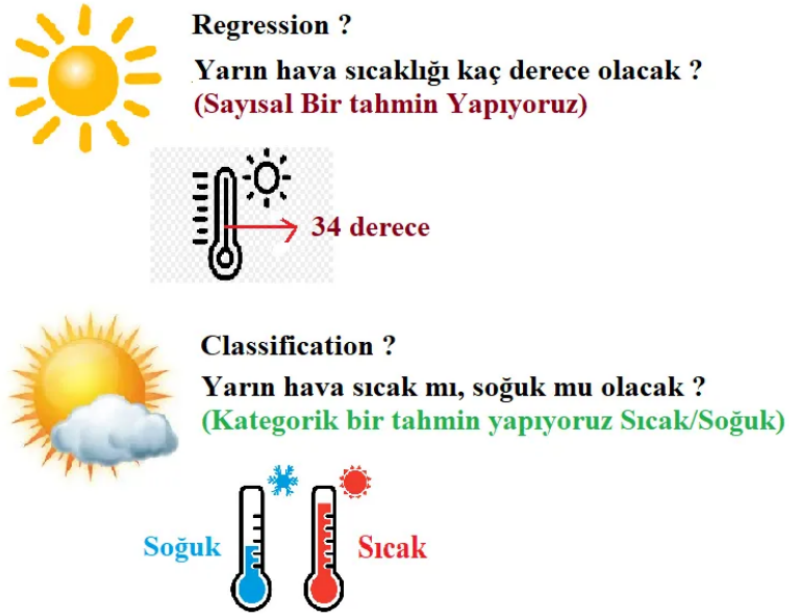 Regression ?
Yarın hava sıcaklığı kaç derece olacak ?
(Sayısal Bir tahmin Yapıyoruz)
34 derece
Classification ?
Yarın hava sıcak mı, soğuk mu olacak ?
(Kategorik bir tahmin yapıyoruz Sıcak/Soğuk)
Soğuk
Sıcak